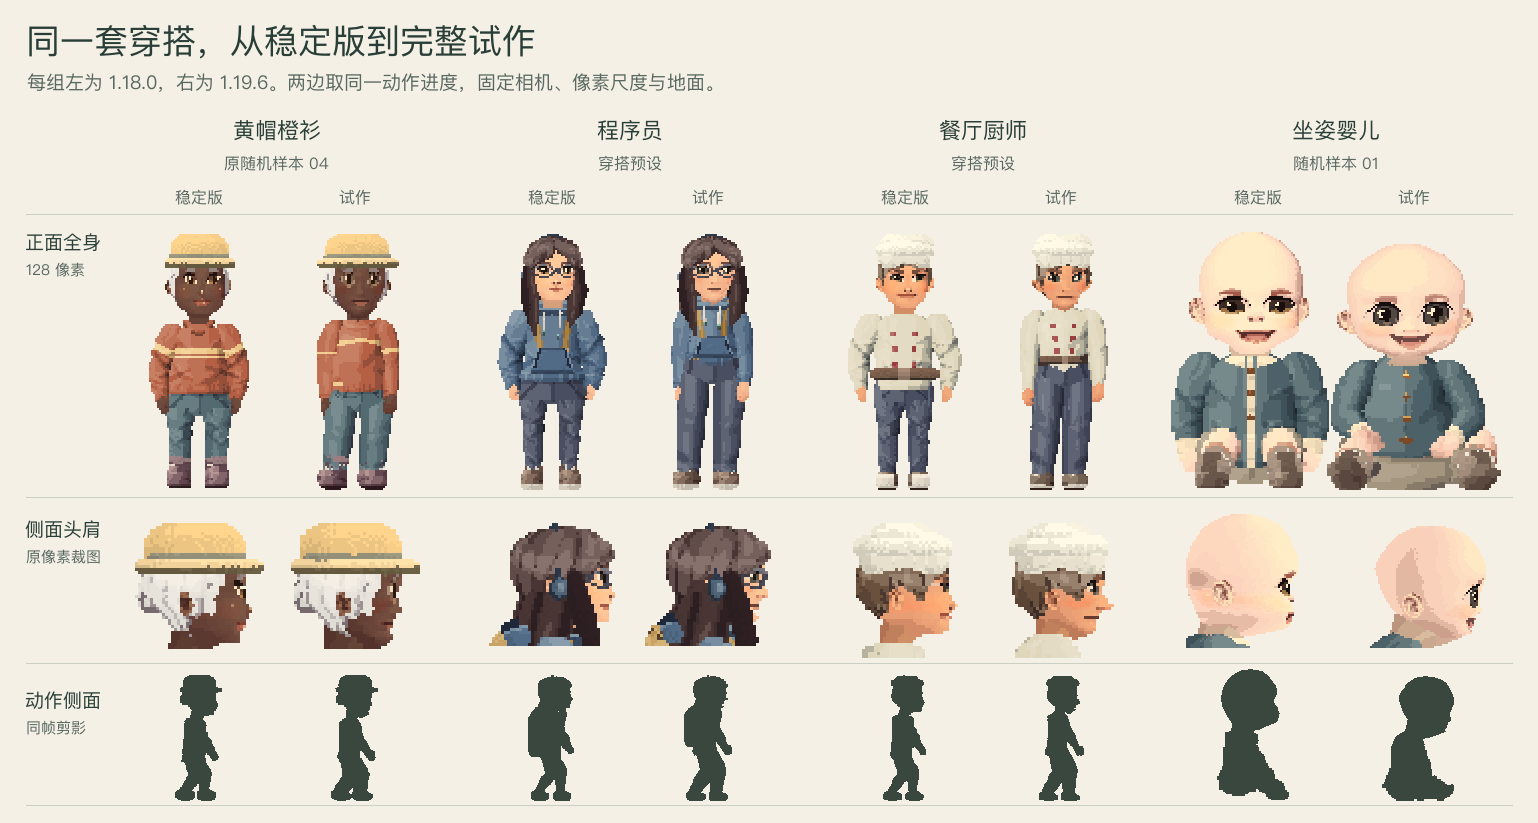 同一套穿搭，从稳定版到完整试作
每组左为 1.18.0，右为 1.19.6。两边取同一动作进度，固定相机、像素尺度与地面。
黄帽橙衫 程序员 餐厅厨师 坐姿婴儿
原随机样本 04 穿搭预设 穿搭预设 随机样本 01
稳定版 试作 稳定版 试作 稳定版 试作 稳定版 试作
正面全身
128 像素
侧面头肩
原像素裁图
动作侧面
同帧剪影